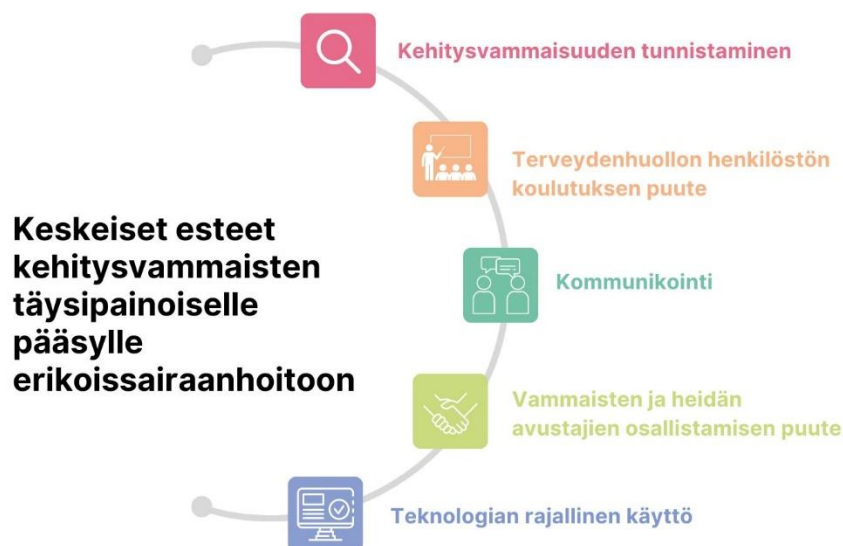 Keskeiset esteet
kehitysvammaisten
täysipainoiselle
pääsylle
erikoissairaanhoitoon
Kehitysvammaisuuden tunnistaminen
Terveydenhuollon henkilöstön
koulutuksen puute
Kommunikointi
Vammaisten ja heidän
avustajien osallistamisen puute
Teknologian rajallinen käyttö